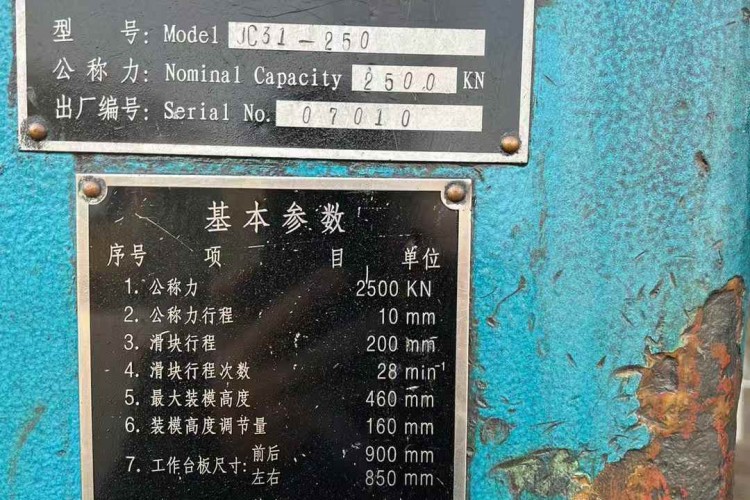 型 号: Model JC31-250
公称力: Nominal Capacity 2500 KN
出厂编号: Serial No. 07010
基本参数
序号 项 目 单位
1. 公称力 2500 KN
2. 公称力行程 10 mm
3. 滑块行程 200 mm
4. 滑块行程次数 28 min⁻¹
5. 最大装模高度 460 mm
6. 装模高度调节量 160 mm
7. 工作台板尺寸: 前后 900 mm
左右 850 mm